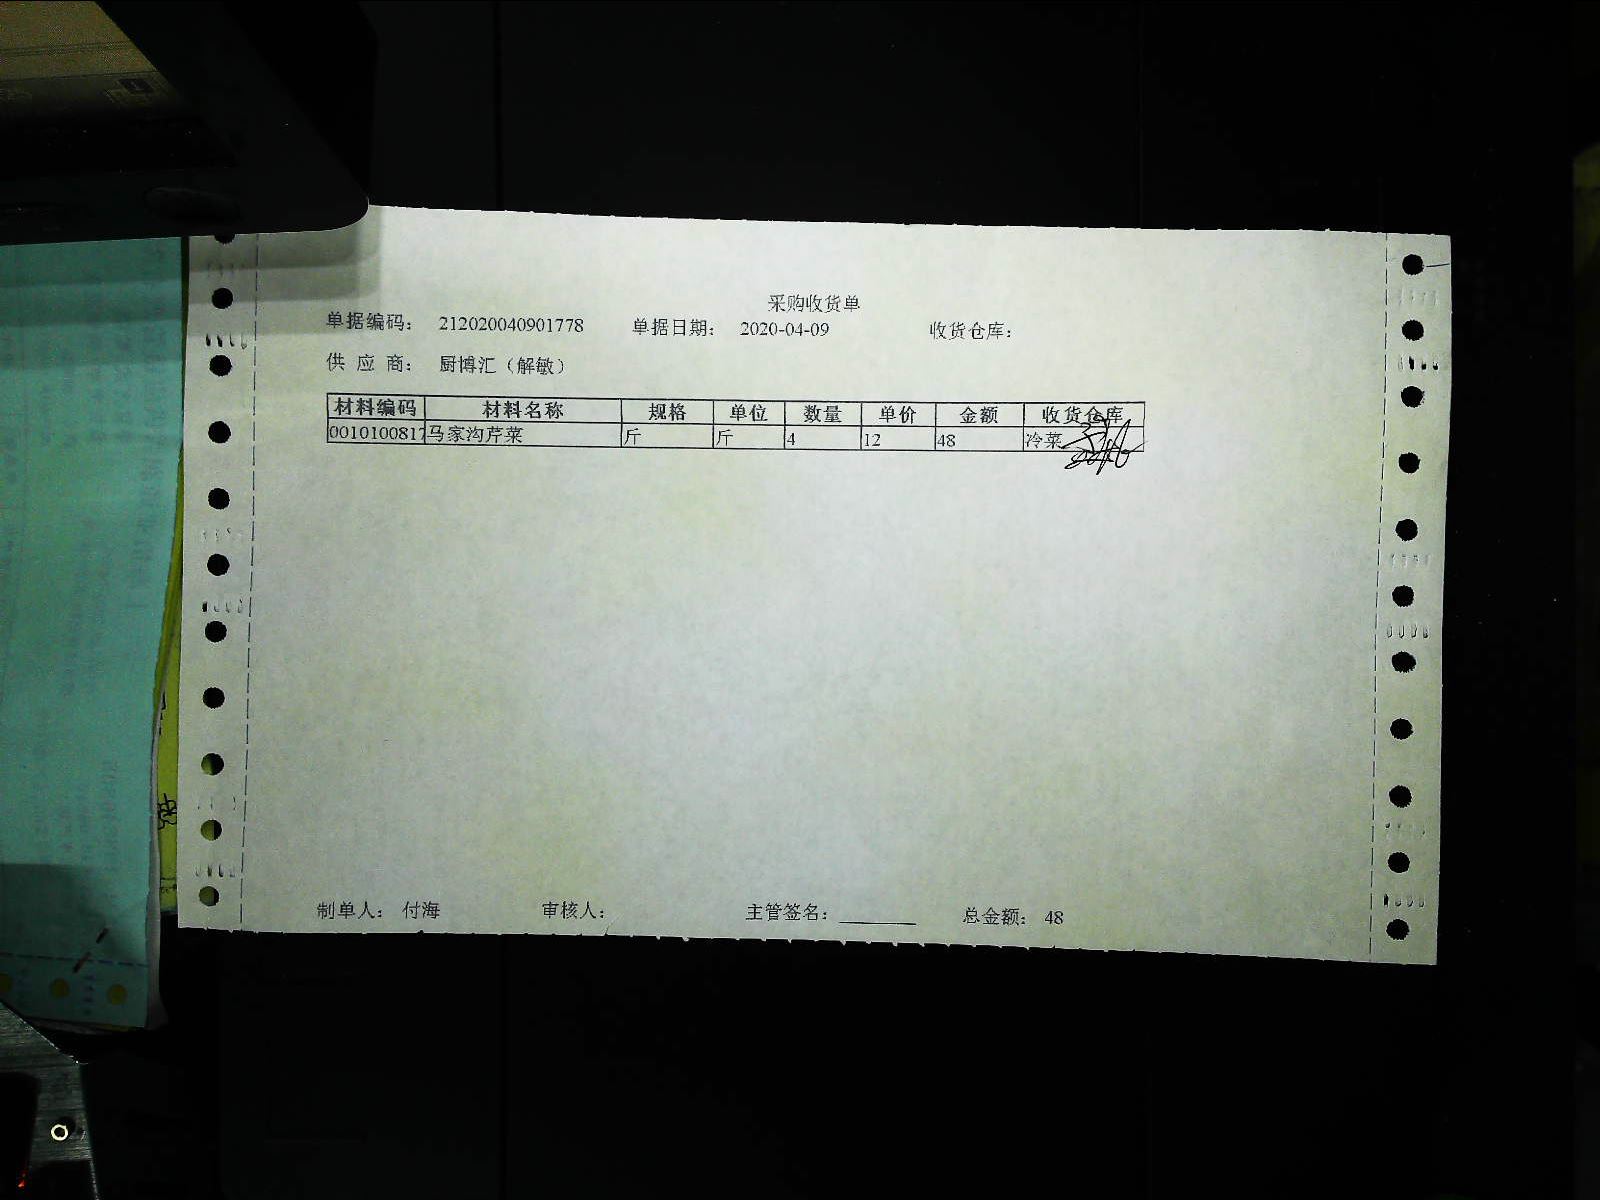 采购收货单
单据编码： 212020040901778 单据日期： 2020-04-09 收货仓库：
供 应 商： 厨博汇（解敏）
材料编码 材料名称 规格 单位 数量 单价 金额 收货仓库
0010100817 马家沟芹菜 斤 斤 4 12 48 冷菜
制单人： 付海 审核人： 主管签名： 总金额： 48